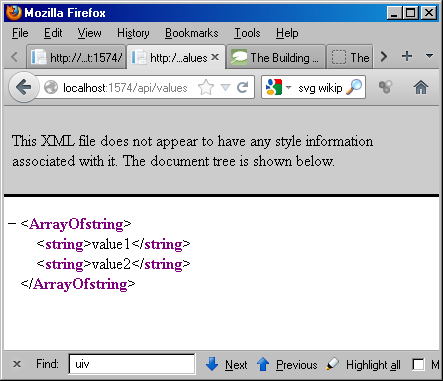 Mozilla Firefox
File Edit View History Bookmarks Tools Help
http:/...t:1574/ http:/...alues × The Building ... The
localhost:1574/api/values svg wikip
This XML file does not appear to have any style information
associated with it. The document tree is shown below.
− <ArrayOfstring>
<string>value1</string>
<string>value2</string>
</ArrayOfstring>
× Find: uiv Next Previous Highlight all M